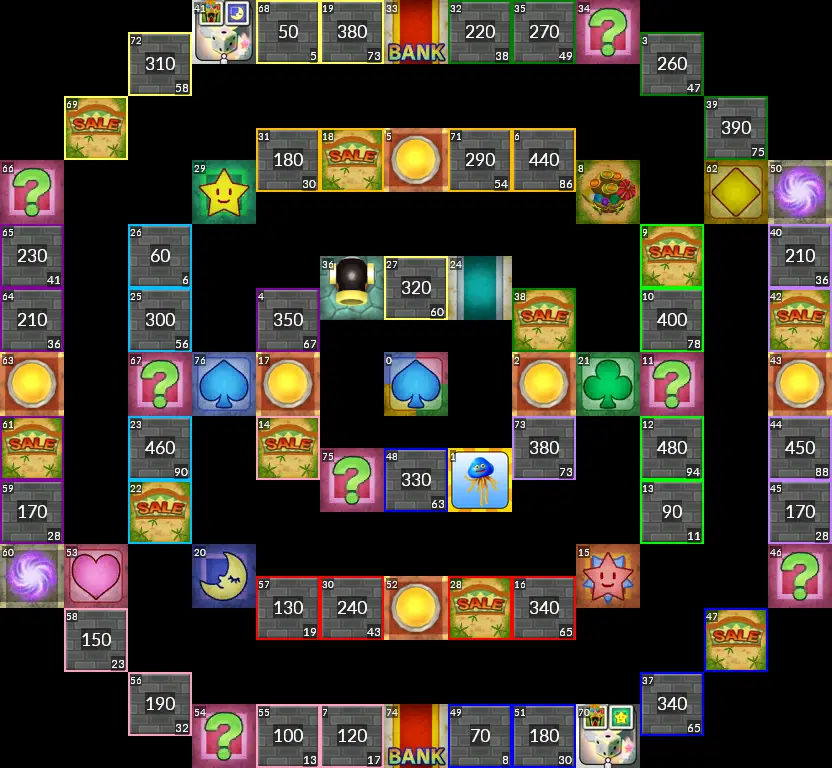 41 68 50 5 19 380 73 33 BANK 32 220 38 35 270 49 34
72 310 58 3 260 47
69 SALE 39 390 75
31 180 30 18 SALE 5 71 290 54 6 440 86
66 29 8 62 50
65 230 41 26 60 6 9 SALE 40 210 36
36 27 320 60 24
64 210 36 25 300 56 4 350 67 38 SALE 10 400 78 42 SALE
63 67 76 17 0 2 21 11 43
61 SALE 23 460 90 14 SALE 73 380 73 12 480 94 44 450 88
75 48 330 63 1
59 170 28 22 SALE 13 90 11 45 170 28
60 53 20 15 46
57 130 19 30 240 43 52 28 SALE 16 340 65
58 150 23 47 SALE
56 190 32 37 340 65
54 55 100 13 7 120 17 74 BANK 49 70 8 51 180 30 70